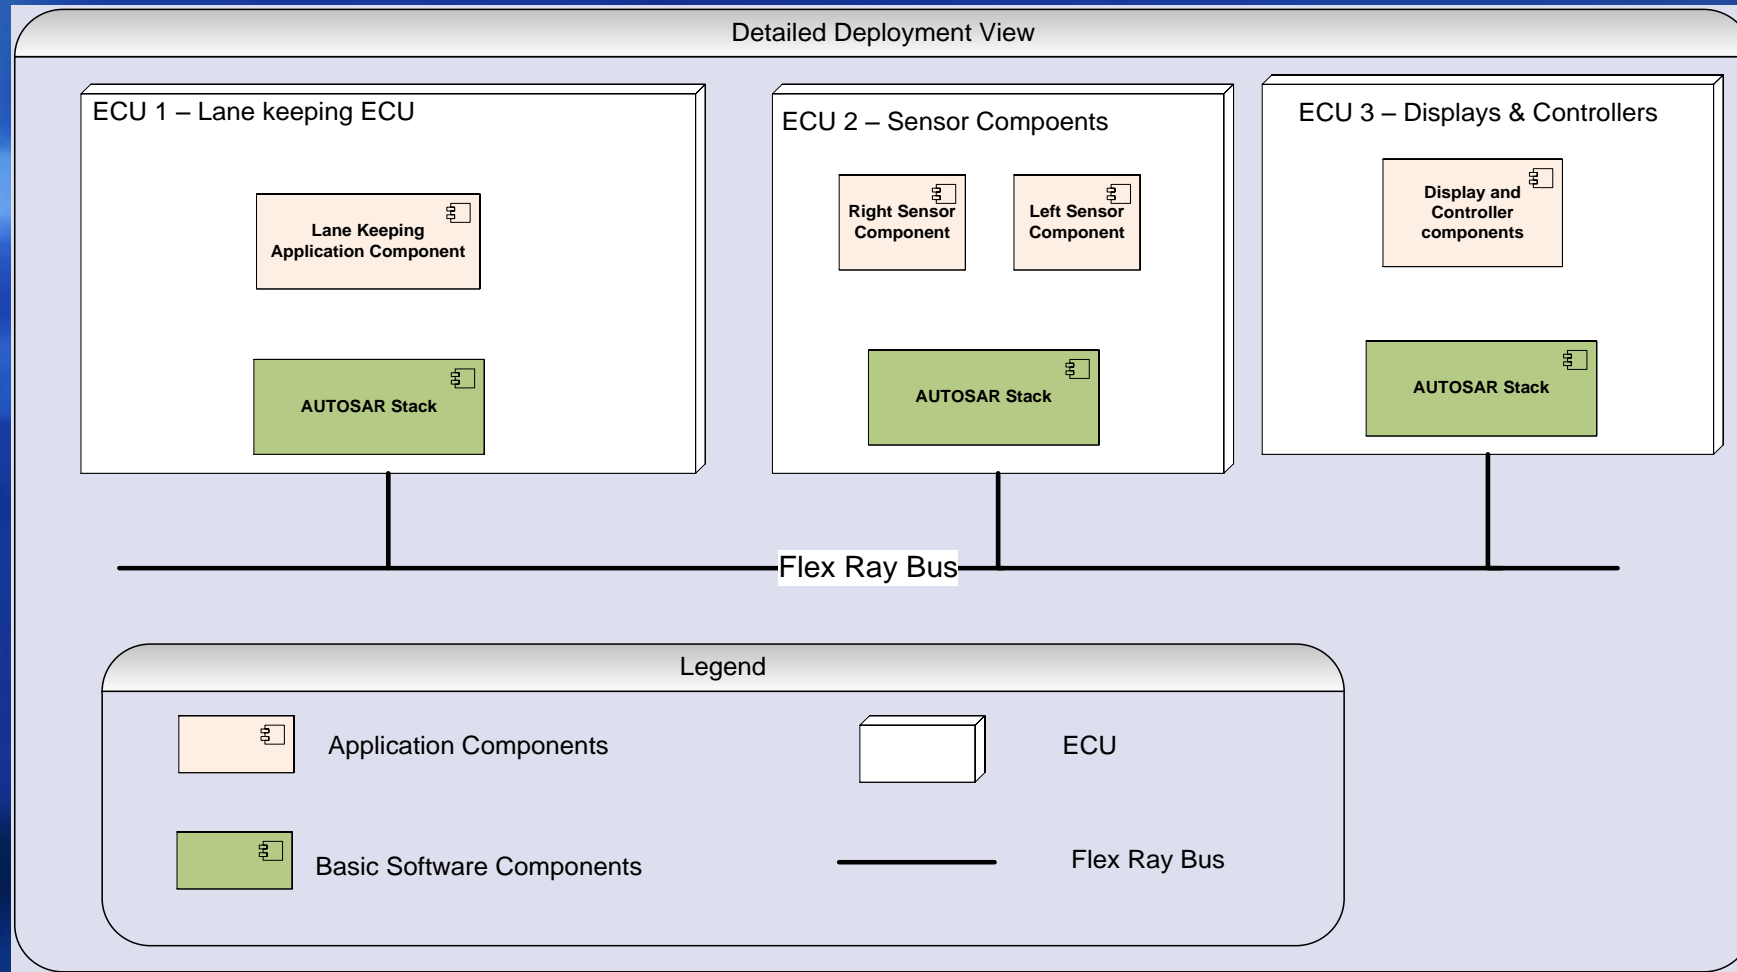 Detailed Deployment View
ECU 1 – Lane keeping ECU
Lane Keeping
Application Component
AUTOSAR Stack
ECU 2 – Sensor Compoents
Right Sensor
Component
Left Sensor
Component
AUTOSAR Stack
ECU 3 – Displays & Controllers
Display and
Controller
components
AUTOSAR Stack
Flex Ray Bus
Legend
Application Components
ECU
Basic Software Components
Flex Ray Bus